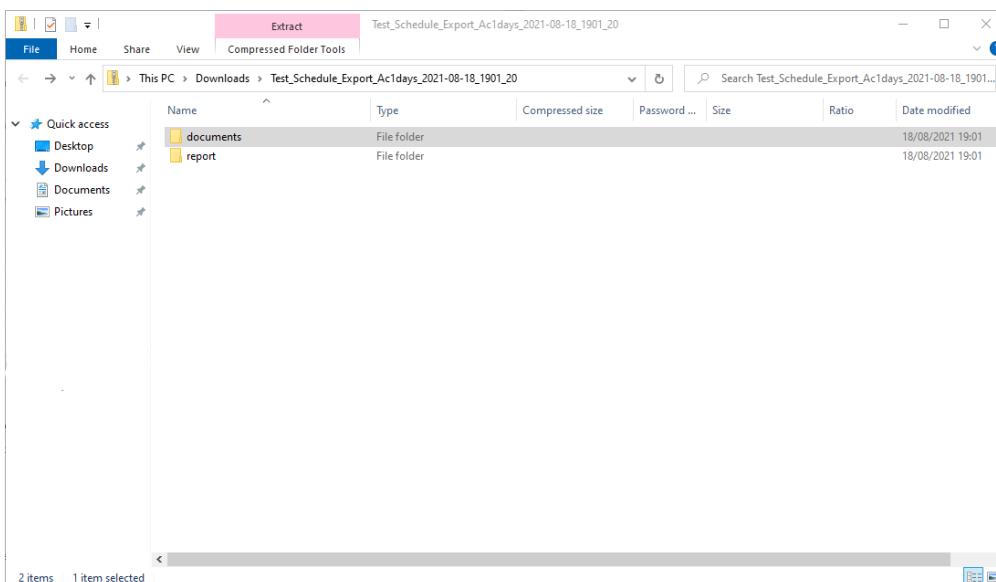 Extract
Test_Schedule_Export_Ac1days_2021-08-18_1901_20
File Home Share View Compressed Folder Tools
This PC > Downloads > Test_Schedule_Export_Ac1days_2021-08-18_1901_20
Search Test_Schedule_Export_Ac1days_2021-08-18_1901...
Name Type Compressed size Password ... Size Ratio Date modified
Quick access
Desktop
Downloads
Documents
Pictures
documents File folder 18/08/2021 19:01
report File folder 18/08/2021 19:01
2 items 1 item selected